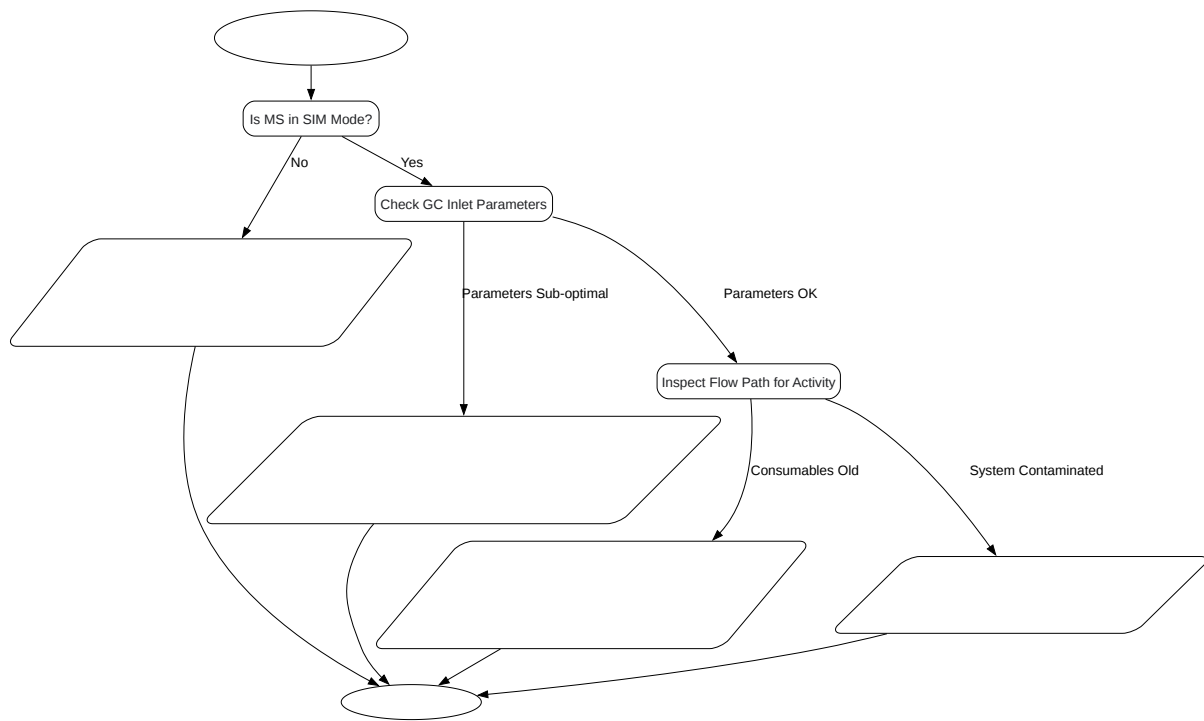 Is MS in SIM Mode?
No
Yes
Check GC Inlet Parameters
Parameters Sub-optimal
Parameters OK
Inspect Flow Path for Activity
Consumables Old
System Contaminated